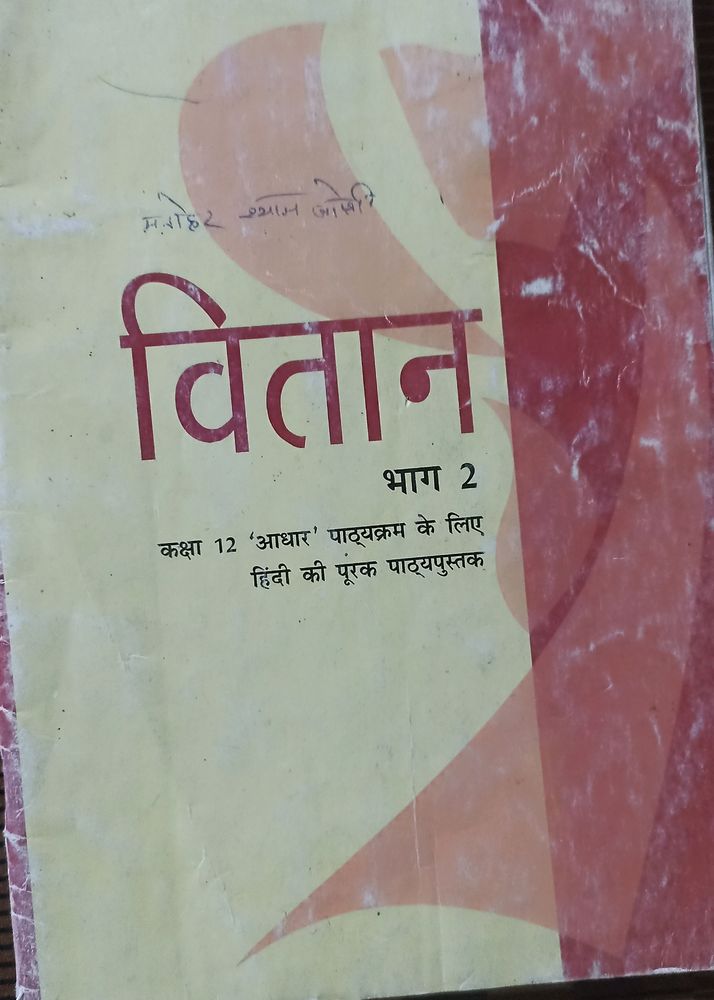 मनोहर श्याम जोशी
वितान
भाग 2
कक्षा 12 ‘आधार’ पाठ्यक्रम के लिए
हिंदी की पूरक पाठ्यपुस्तक